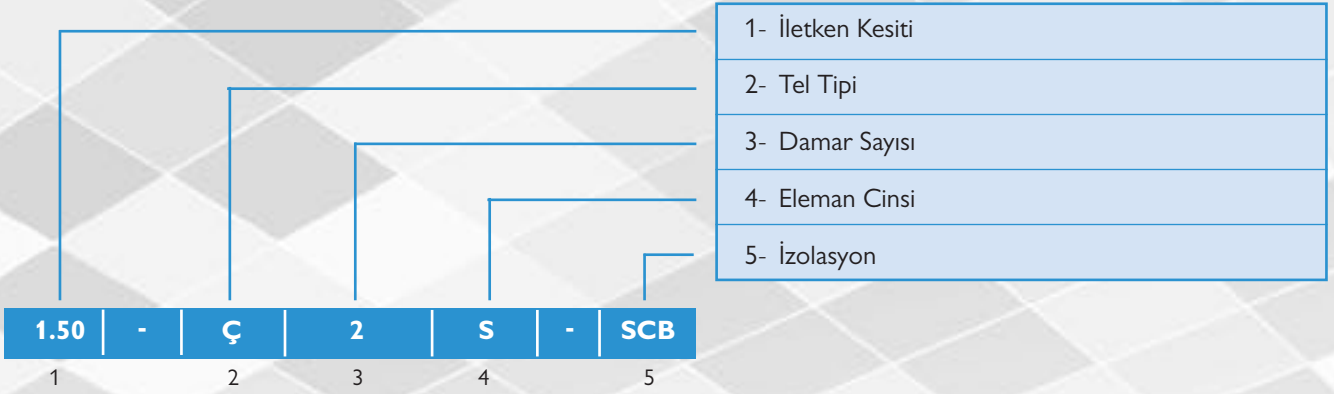 1- İletken Kesiti
2- Tel Tipi
3- Damar Sayısı
4- Eleman Cinsi
5- İzolasyon
1.50 - Ç 2 S - SCB
1 2 3 4 5